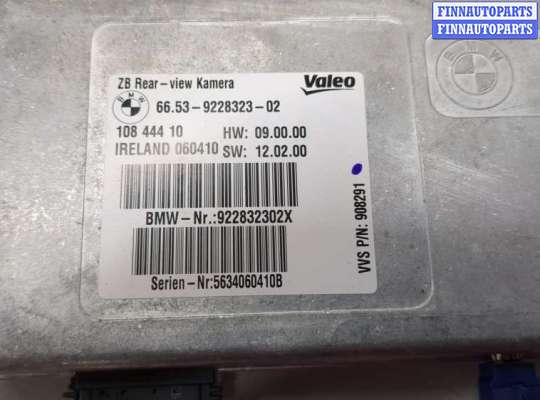 FINNAUTOPARTS
FINNAUTOPARTS
ZB Rear-view Kamera
Valeo
BMW
66.53-9228323-02
108 444 10 HW: 09.00.00
IRELAND 060410 SW: 12.02.00
BMW-Nr.:922832302X
Serien-Nr:5634060410B
VVS P/N: 908291